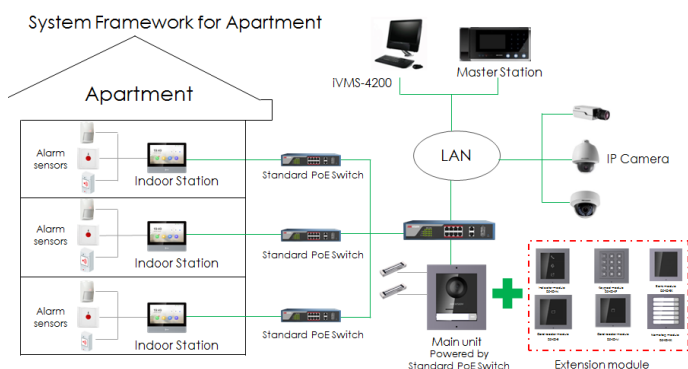 System Framework for Apartment
iVMS-4200
Master Station
Apartment
LAN
IP Camera
Alarm
sensors
Indoor Station
Standard PoE Switch
Alarm
sensors
Indoor Station
Standard PoE Switch
Alarm
sensors
Indoor Station
Standard PoE Switch
Main unit
Powered by
Standard PoE Switch
Extension module